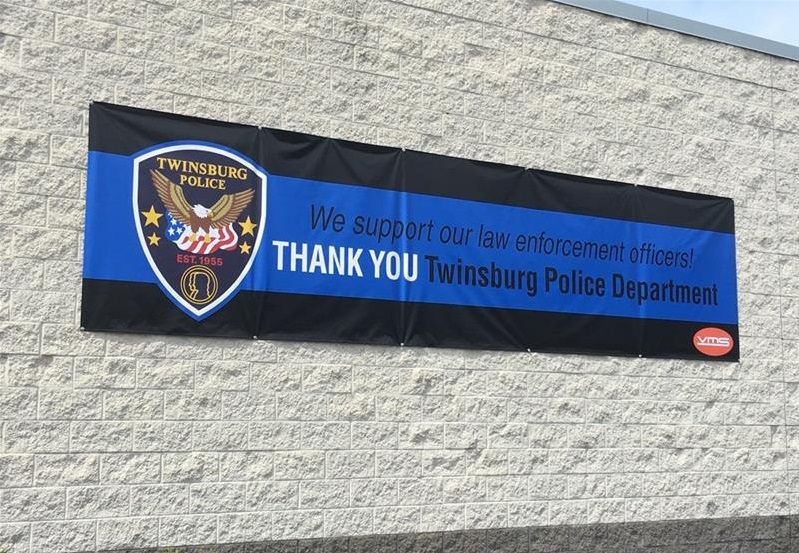 TWINSBURG
POLICE
EST. 1955
We support our law enforcement officers!
THANK YOU Twinsburg Police Department
VMS